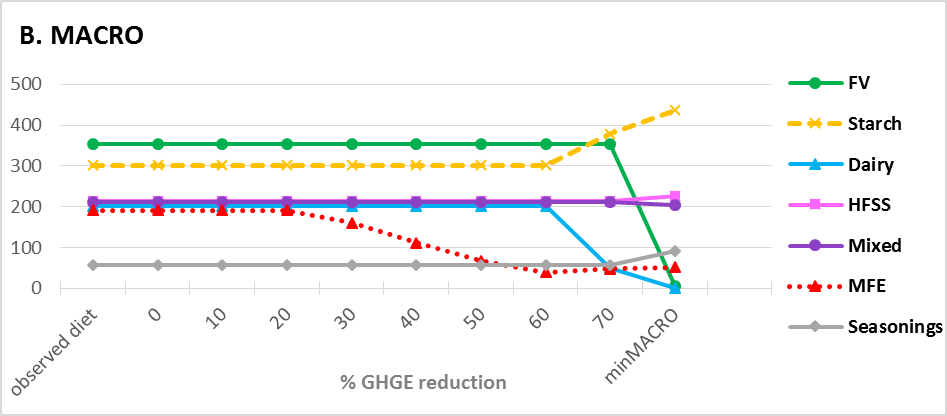 B. MACRO
500
400
300
200
100
0
observed diet
0
10
20
30
40
50
60
70
minMACRO
% GHGE reduction
FV
Starch
Dairy
HFSS
Mixed
MFE
Seasonings